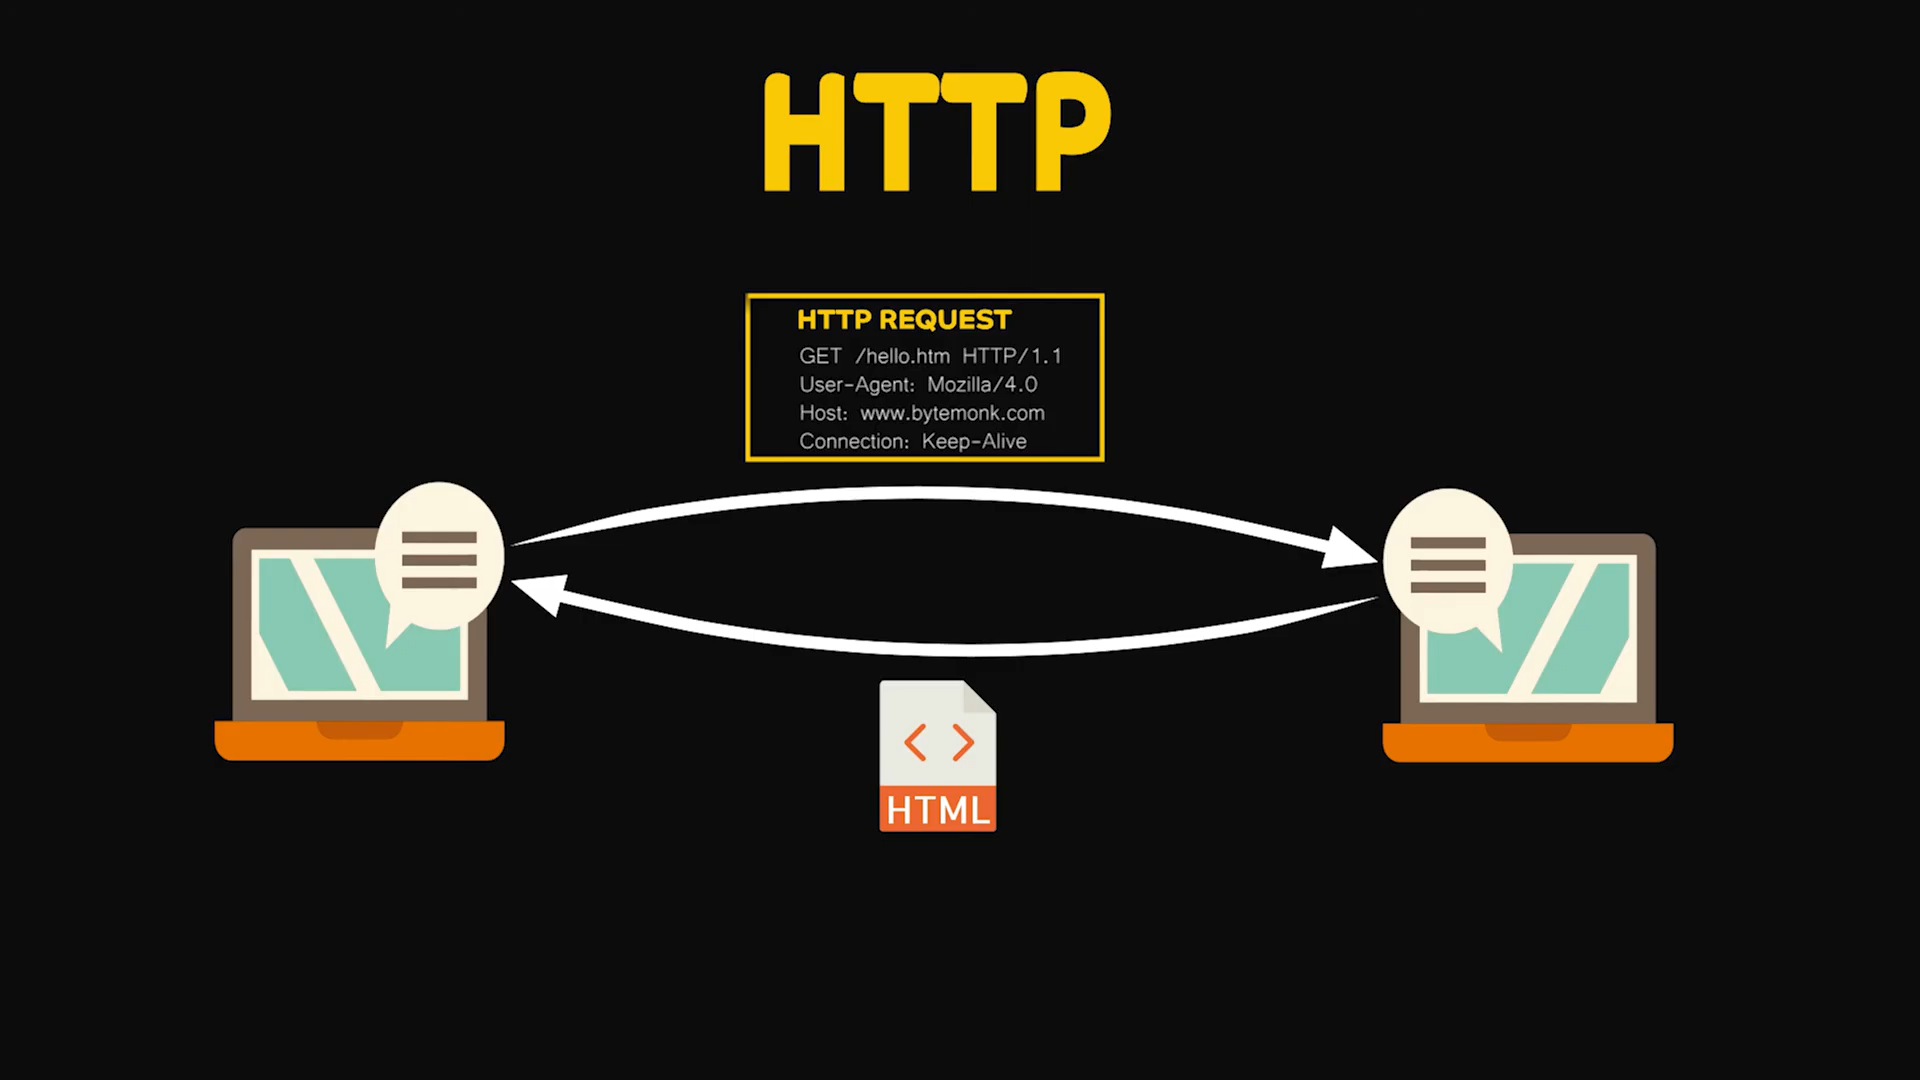 HTTP
HTTP REQUEST
GET /hello.htm HTTP/1.1
User-Agent: Mozilla/4.0
Host: www.bytemonk.com
Connection: Keep-Alive
< >
HTML